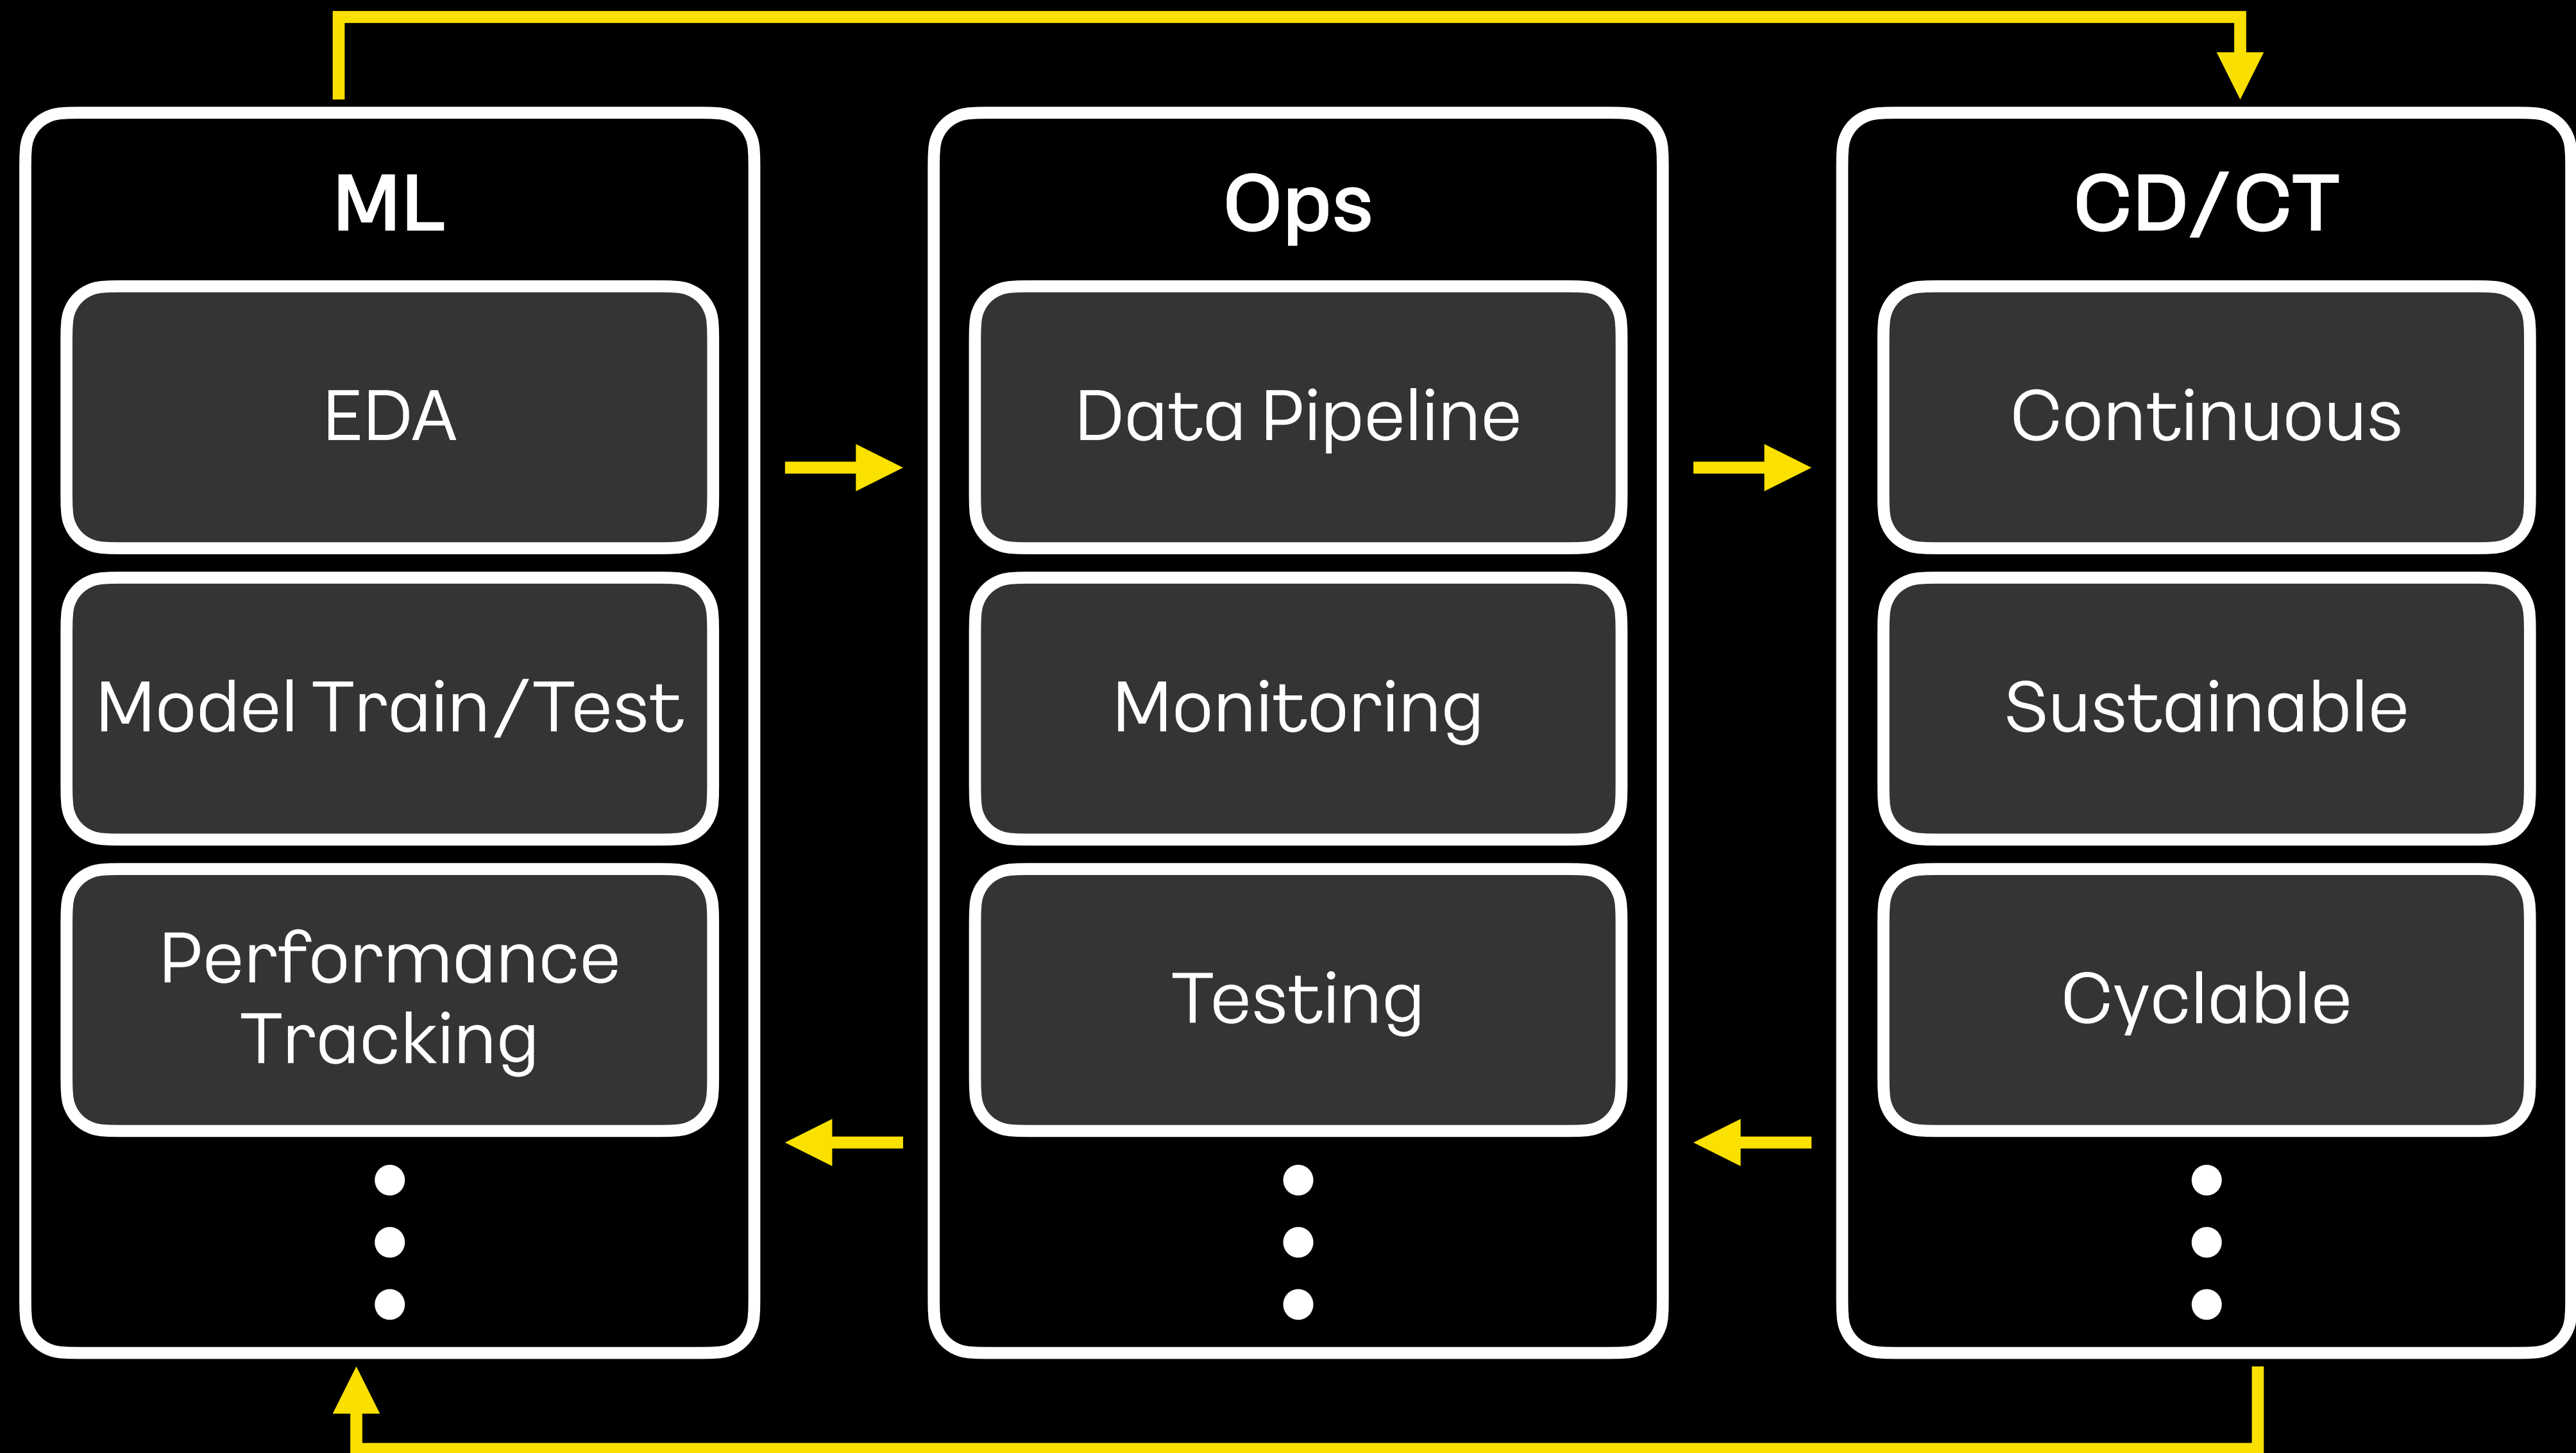 ML
EDA
Model Train/Test
Performance
Tracking
Ops
Data Pipeline
Monitoring
Testing
CD/CT
Continuous
Sustainable
Cyclable